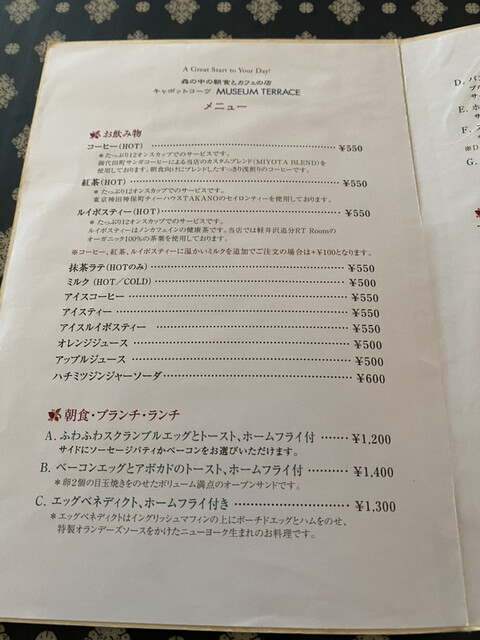 A Great Start to Your Day!
森の中の朝食とカフェの店
キャボットコーヴ MUSEUM TERRACE
メニュー
お飲み物
コーヒー(HOT) ¥550
*たっぷり12オンスカップでのサービスです。
御代田町サンガコーヒーによる当店のカスタムブレンド(MIYOTA BLEND)を
使用しております。朝食向けにブレンドしたすっきり浅煎りのコーヒーです。
紅茶(HOT) ¥550
*たっぷり12オンスカップでのサービスです。
東京神田神保町ティーハウスTAKANOのセイロンティーを使用しております。
ルイボスティー(HOT) ¥550
*たっぷり12オンスカップでのサービスです。
ルイボスティーはノンカフェインの健康茶です。当店では軽井沢追分RT Roomの
オーガニック100%の茶葉を使用しております。
※コーヒー、紅茶、ルイボスティーに温かいミルクを追加でご注文の場合は+¥100となります。
抹茶ラテ(HOTのみ) ¥550
ミルク (HOT/COLD) ¥500
アイスコーヒー ¥550
アイスティー ¥550
アイスルイボスティー ¥550
オレンジジュース ¥500
アップルジュース ¥500
ハチミツジンジャーソーダ ¥600
朝食・ブランチ・ランチ
A. ふわふわスクランブルエッグとトースト、ホームフライ付 ¥1,200
サイドにソーセージパティかベーコンをお選びいただけます。
B. ベーコンエッグとアボカドのトースト、ホームフライ付 ¥1,400
*卵2個の目玉焼きをのせたボリューム満点のオープンサンドです。
C. エッグベネディクト、ホームフライ付き ¥1,300
*エッグベネディクトはイングリッシュマフィンの上にポーチドエッグとハムをのせ、
特製オランデーズソースをかけたニューヨーク生まれのお料理です。
D.
E.
F.
G.